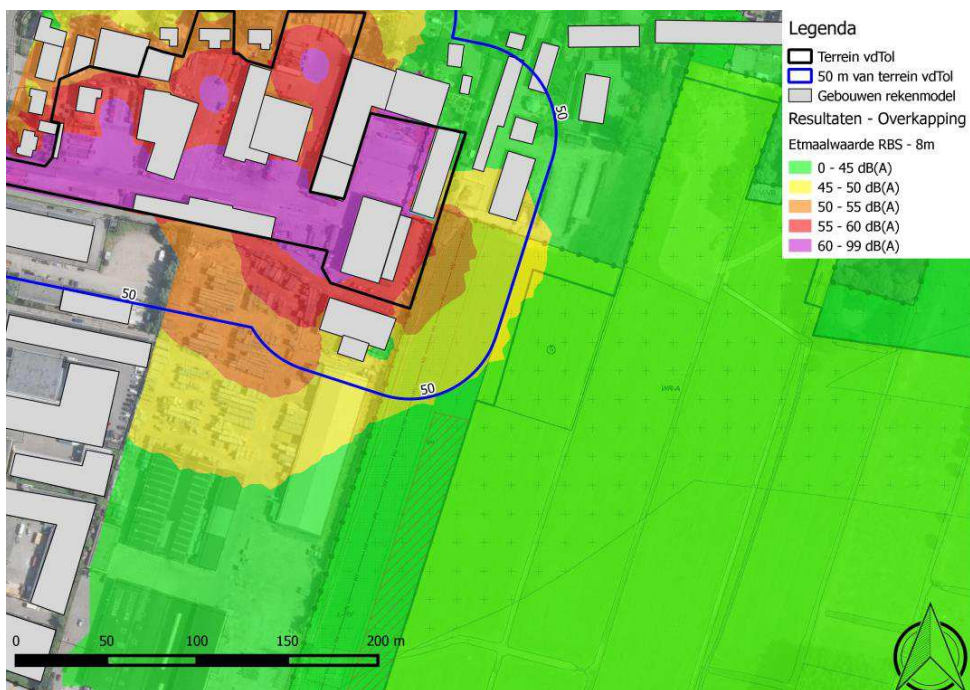 Legenda
Terrein vdTol
50 m van terrein vdTol
Gebouwen rekenmodel
Resultaten - Overkapping
Etmaalwaarde RBS - 8m
0 - 45 dB(A)
45 - 50 dB(A)
50 - 55 dB(A)
55 - 60 dB(A)
60 - 99 dB(A)
50
50
50
WR-A
0 50 100 150 200 m